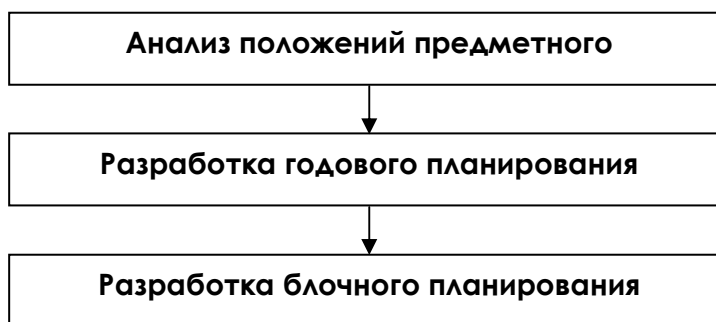 Анализ положений предметного
Разработка годового планирования
Разработка блочного планирования